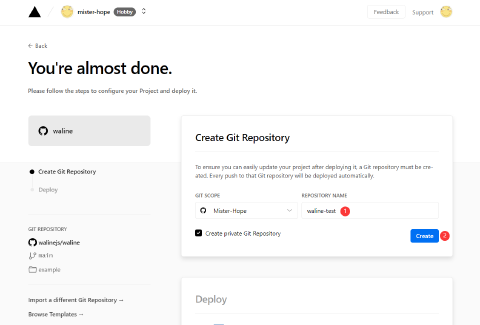 mister-hope Hobby
Feedback Support
← Back
You're almost done.
Please follow the steps to configure your Project and deploy it.
waline
Create Git Repository
Deploy
GIT REPOSITORY
walinejs/waline
main
example
Import a different Git Repository →
Browse Templates →
Create Git Repository
To ensure you can easily update your project after deploying it, a Git repository must be cre-
ated. Every push to that Git repository will be deployed automatically.
GIT SCOPE REPOSITORY NAME
Mister-Hope waline-test 1
Create private Git Repository Create 2
Deploy